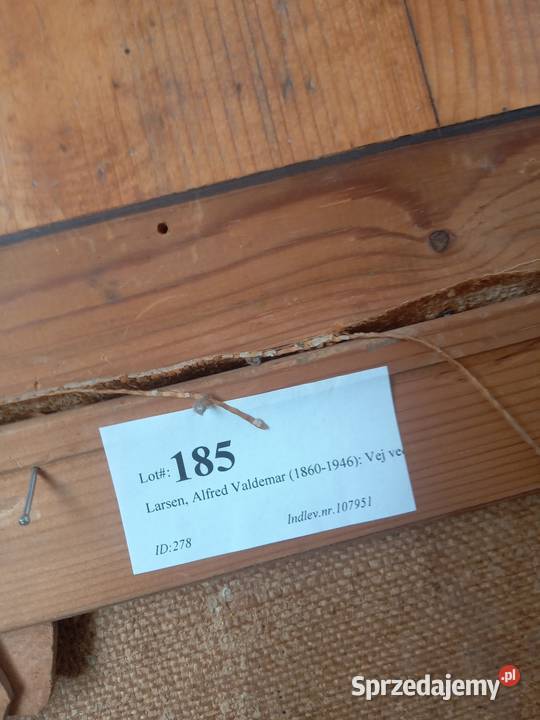 Lot#: 185
Larsen, Alfred Valdemar (1860-1946): Vej
ID:278
Indlev.nr.107951
Sprzedajemy.pl